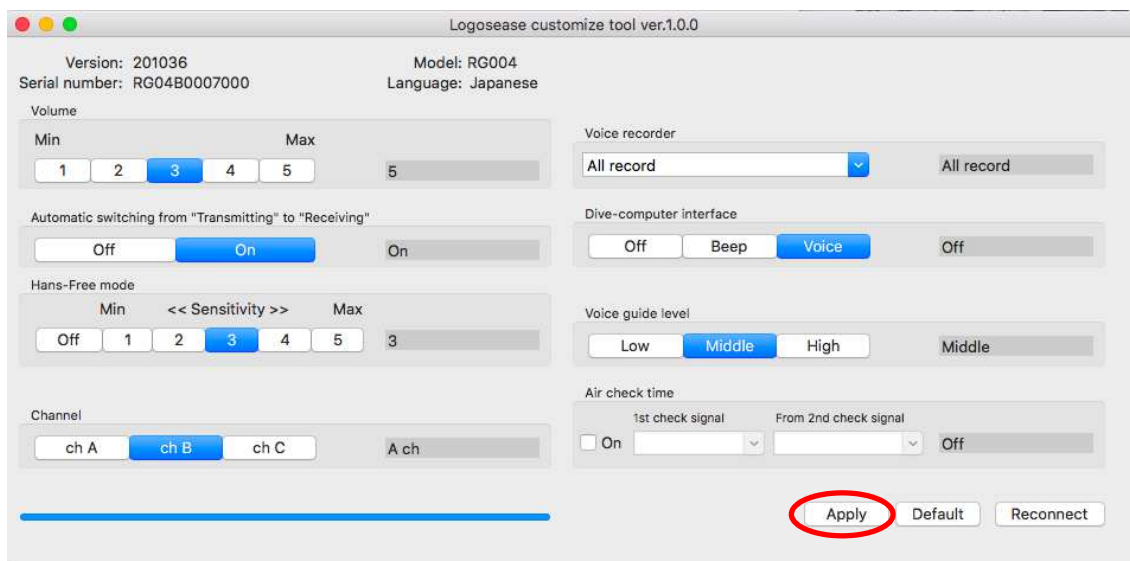 Logosease customize tool ver.1.0.0
Version: 201036
Model: RG004
Serial number: RG04B0007000
Language: Japanese
Volume
Min Max
1 2 3 4 5
5
Automatic switching from "Transmitting" to "Receiving"
Off On
On
Hans-Free mode
Min << Sensitivity >> Max
Off 1 2 3 4 5
3
Channel
ch A ch B ch C
A ch
Voice recorder
All record
All record
Dive-computer interface
Off Beep Voice
Off
Voice guide level
Low Middle High
Middle
Air check time
1st check signal From 2nd check signal
On
Off
Apply Default Reconnect